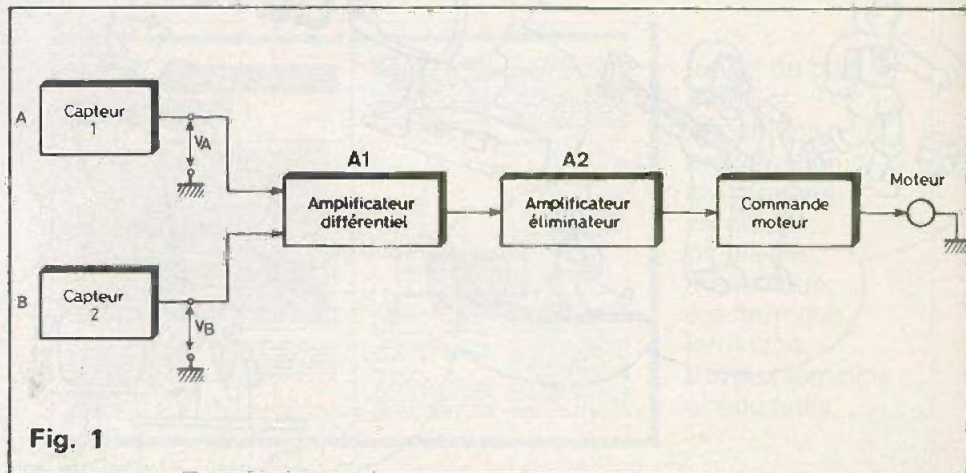 A
Capteur
1
VA
A1
Amplificateur
différentiel
A2
Amplificateur
éliminateur
Commande
moteur
Moteur
B
Capteur
2
VB
Fig. 1